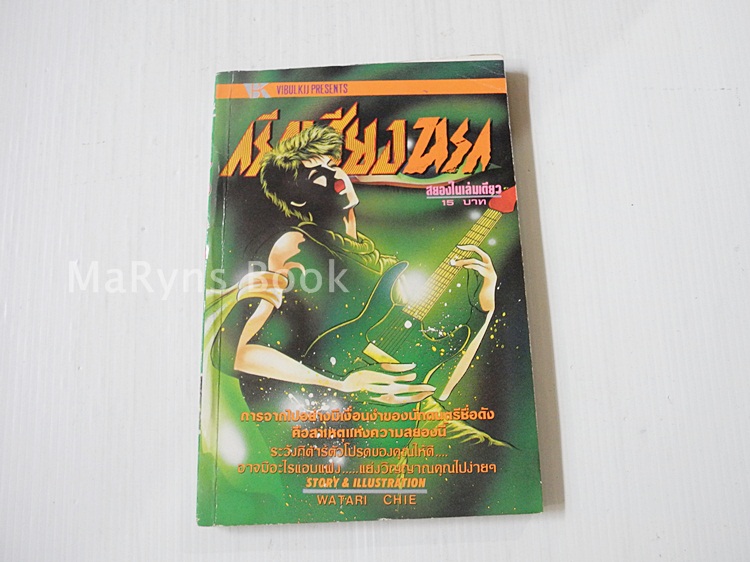 VK VIBULKIJ PRESENTS
กรีดเสียงนรก
สยองในเล่มเดียว
15 บาท
MaRyns Book
การจากไปอย่างมีเงื่อนงำของนักดนตรีชื่อดัง
คือสาเหตุแห่งความสยองนี้
ระวังกีต้าร์ตัวโปรดของคุณให้ดี....
อาจมีอะไรแอบแฝง.....แย่งวิญญาณคุณไปง่ายๆ
STORY & ILLUSTRATION
WATARI CHIE